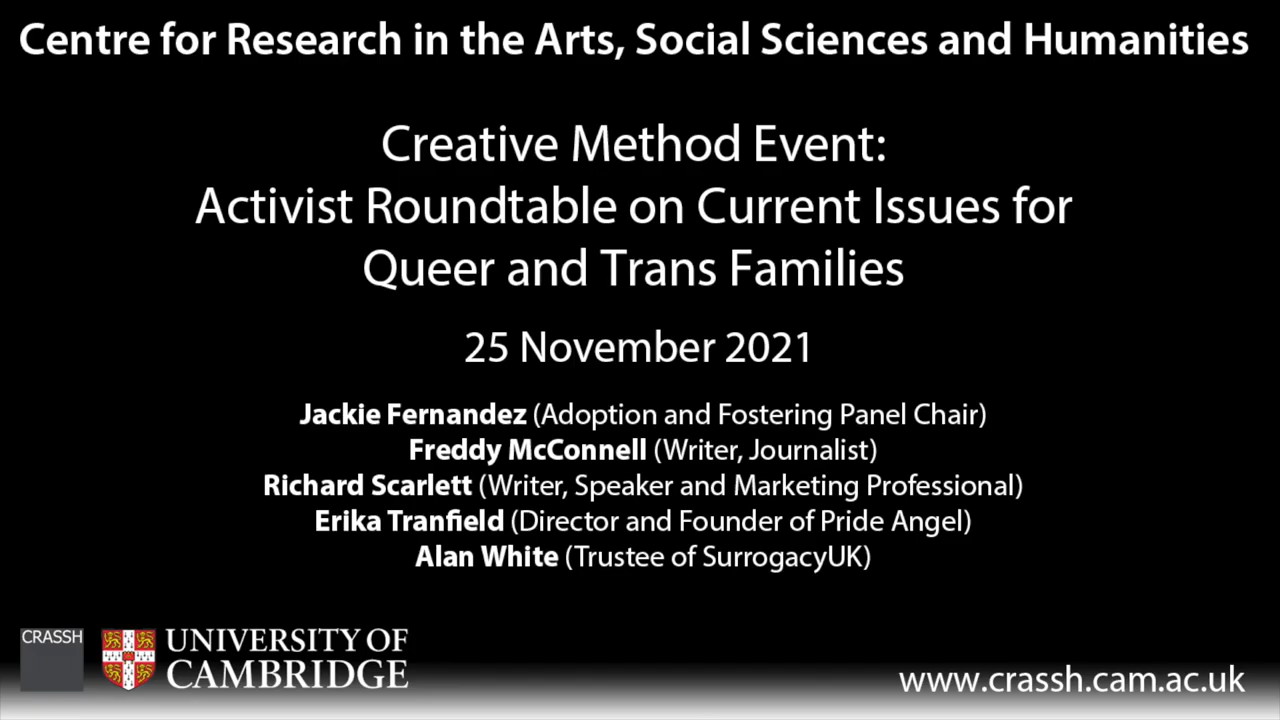 Centre for Research in the Arts, Social Sciences and Humanities
Creative Method Event:
Activist Roundtable on Current Issues for
Queer and Trans Families
25 November 2021
Jackie Fernandez (Adoption and Fostering Panel Chair)
Freddy McConnell (Writer, Journalist)
Richard Scarlett (Writer, Speaker and Marketing Professional)
Erika Tranfield (Director and Founder of Pride Angel)
Alan White (Trustee of SurrogacyUK)
CRASSH
UNIVERSITY OF
CAMBRIDGE
www.crassh.cam.ac.uk